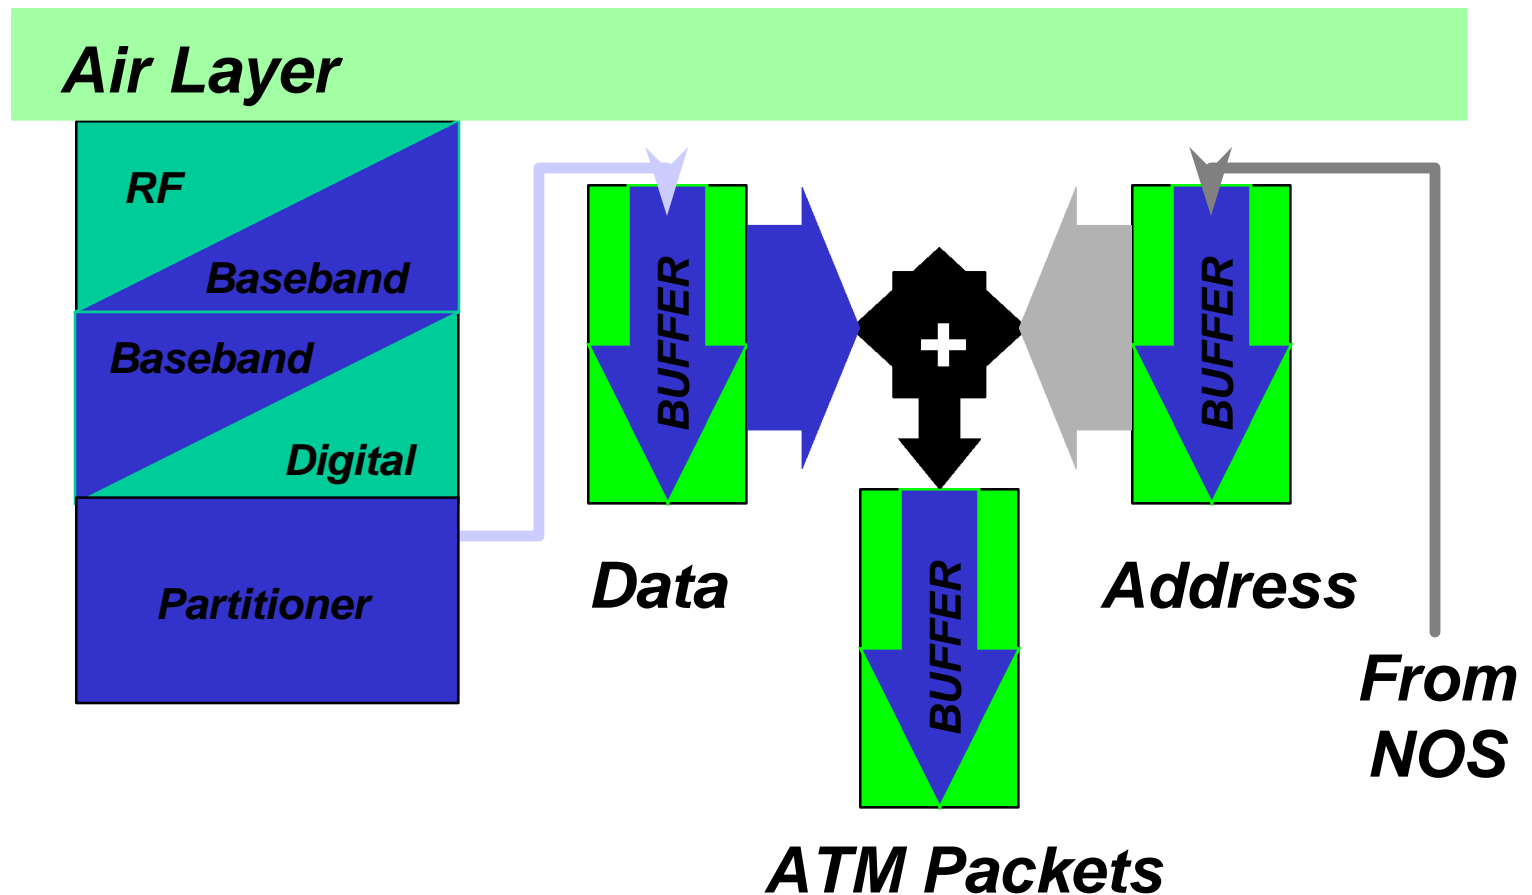 Air Layer
RF
Baseband
Baseband
Digital
Partitioner
BUFFER
Data
+
BUFFER
Address
BUFFER
ATM Packets
From
NOS